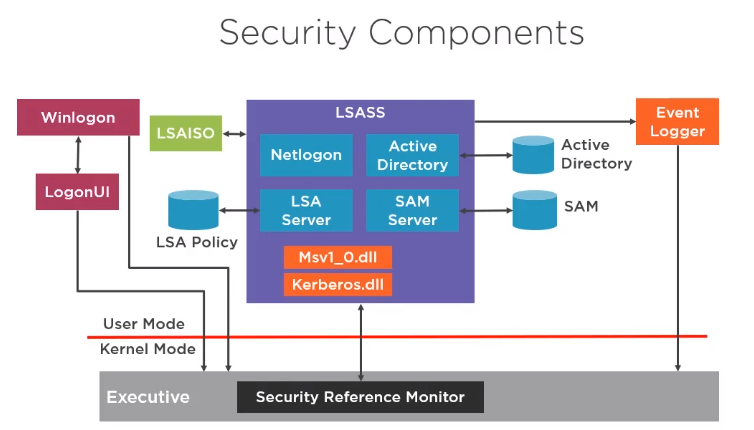 Security Components
Winlogon
LogonUI
LSAISO
LSASS
Netlogon
Active
Directory
LSA
Server
SAM
Server
Msv1_0.dll
Kerberos.dll
LSA Policy
Active
Directory
SAM
Event
Logger
User Mode
Kernel Mode
Executive
Security Reference Monitor